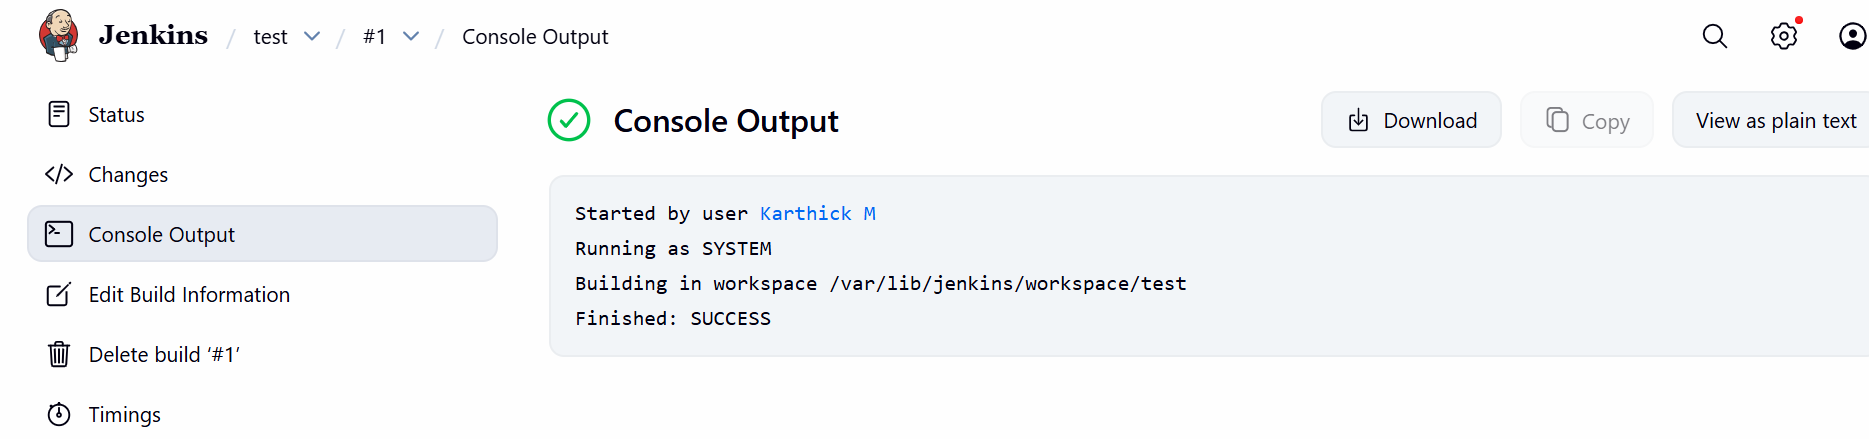 Jenkins / test / #1 / Console Output
Status
Changes
Console Output
Edit Build Information
Delete build ‘#1’
Timings
Console Output
Download
Copy
View as plain text
Started by user Karthick M
Running as SYSTEM
Building in workspace /var/lib/jenkins/workspace/test
Finished: SUCCESS